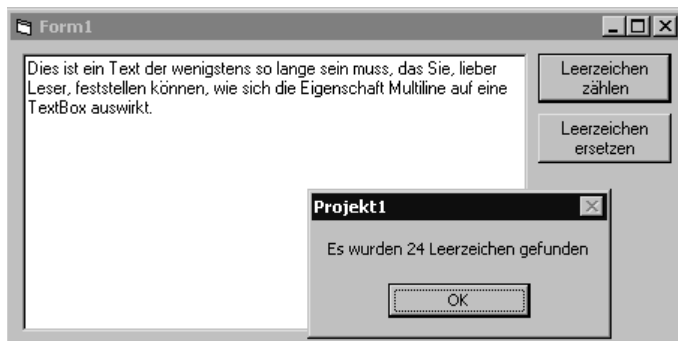 Form1
Dies ist ein Text der wenigstens so lange sein muss, das Sie, lieber
Leser, feststellen können, wie sich die Eigenschaft Multiline auf eine
TextBox auswirkt.
Leerzeichen
zählen
Leerzeichen
ersetzen
Projekt1
Es wurden 24 Leerzeichen gefunden
OK